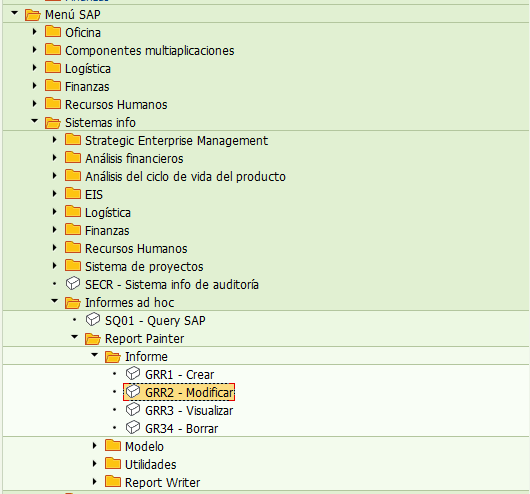 Menú SAP
Oficina
Componentes multiaplicaciones
Logística
Finanzas
Recursos Humanos
Sistemas info
Strategic Enterprise Management
Análisis financieros
Análisis del ciclo de vida del producto
EIS
Logística
Finanzas
Recursos Humanos
Sistema de proyectos
SECR - Sistema info de auditoría
Informes ad hoc
SQ01 - Query SAP
Report Painter
Informe
GRR1 - Crear
GRR2 - Modificar
GRR3 - Visualizar
GR34 - Borrar
Modelo
Utilidades
Report Writer